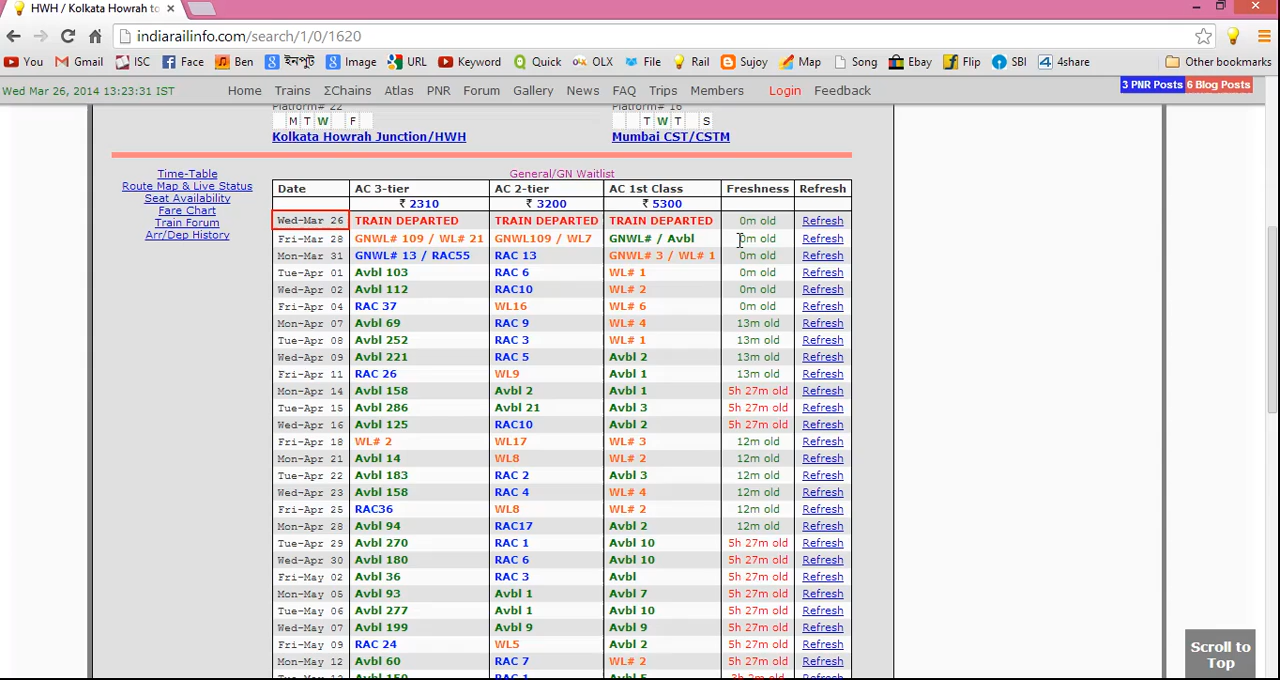 HWH / Kolkata Howrah to
indiarailinfo.com/search/1/0/1620
You Gmail ISC Face Ben ইনপুট Image URL Keyword Quick OLX File Rail Sujoy Map Song Ebay Flip SBI 4share Other bookmarks
Wed Mar 26, 2014 13:23:31 IST Home Trains ΣChains Atlas PNR Forum Gallery News FAQ Trips Members Login Feedback 3 PNR Posts 6 Blog Posts
Platform# 22 Platform# 16
M T W F T W T S
Kolkata Howrah Junction/HWH Mumbai CST/CSTM
Time-Table
Route Map & Live Status
Seat Availability
Fare Chart
Train Forum
Arr/Dep History
General/GN Waitlist
Date AC 3-tier AC 2-tier AC 1st Class Freshness Refresh
₹ 2310 ₹ 3200 ₹ 5300
Wed-Mar 26 TRAIN DEPARTED TRAIN DEPARTED TRAIN DEPARTED 0m old Refresh
Fri-Mar 28 GNWL# 109 / WL# 21 GNWL109 / WL7 GNWL# / Avbl 0m old Refresh
Mon-Mar 31 GNWL# 13 / RAC55 RAC 13 GNWL# 3 / WL# 1 0m old Refresh
Tue-Apr 01 Avbl 103 RAC 6 WL# 1 0m old Refresh
Wed-Apr 02 Avbl 112 RAC10 WL# 2 0m old Refresh
Fri-Apr 04 RAC 37 WL16 WL# 6 0m old Refresh
Mon-Apr 07 Avbl 69 RAC 9 WL# 4 13m old Refresh
Tue-Apr 08 Avbl 252 RAC 3 WL# 1 13m old Refresh
Wed-Apr 09 Avbl 221 RAC 5 Avbl 2 13m old Refresh
Fri-Apr 11 RAC 26 WL9 Avbl 1 13m old Refresh
Mon-Apr 14 Avbl 158 Avbl 2 Avbl 1 5h 27m old Refresh
Tue-Apr 15 Avbl 286 Avbl 21 Avbl 3 5h 27m old Refresh
Wed-Apr 16 Avbl 125 RAC10 Avbl 2 5h 27m old Refresh
Fri-Apr 18 WL# 2 WL17 WL# 3 12m old Refresh
Mon-Apr 21 Avbl 14 WL8 WL# 2 12m old Refresh
Tue-Apr 22 Avbl 183 RAC 2 Avbl 3 12m old Refresh
Wed-Apr 23 Avbl 158 RAC 4 WL# 4 12m old Refresh
Fri-Apr 25 RAC36 WL8 WL# 2 12m old Refresh
Mon-Apr 28 Avbl 94 RAC17 Avbl 2 12m old Refresh
Tue-Apr 29 Avbl 270 RAC 1 Avbl 10 5h 27m old Refresh
Wed-Apr 30 Avbl 180 RAC 6 Avbl 10 5h 27m old Refresh
Fri-May 02 Avbl 36 RAC 3 Avbl 5h 27m old Refresh
Mon-May 05 Avbl 93 Avbl 1 Avbl 7 5h 27m old Refresh
Tue-May 06 Avbl 277 Avbl 1 Avbl 10 5h 27m old Refresh
Wed-May 07 Avbl 199 Avbl 9 Avbl 9 5h 27m old Refresh
Fri-May 09 RAC 24 WL5 Avbl 2 5h 27m old Refresh
Mon-May 12 Avbl 60 RAC 7 WL# 2 5h 27m old Refresh
Scroll to
Top